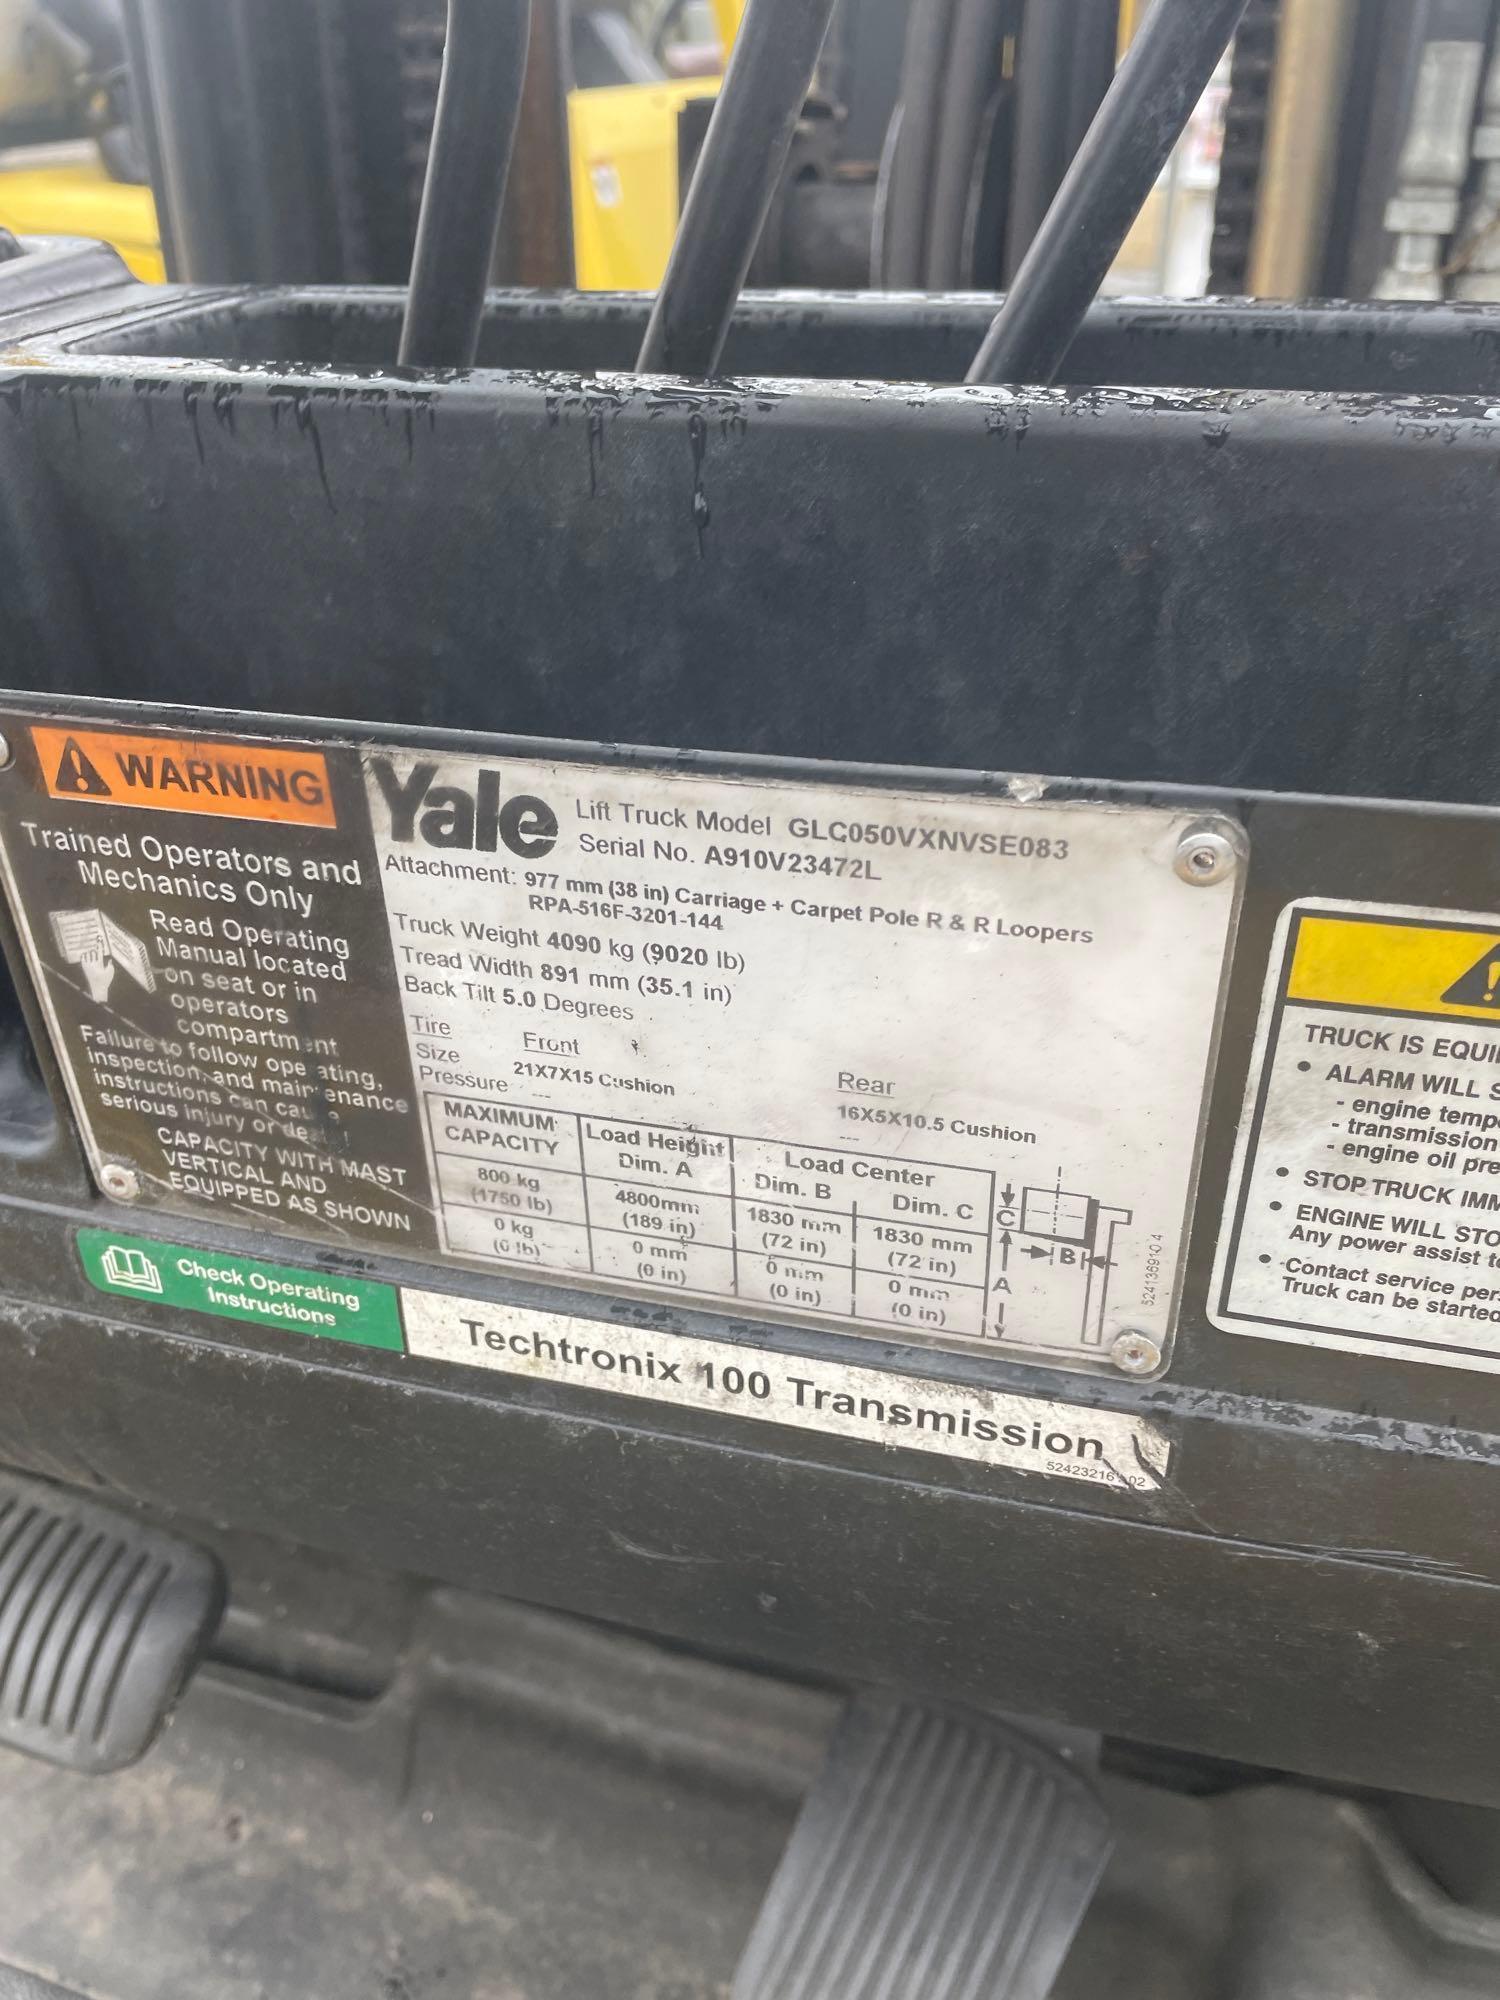 WARNING
Trained Operators and
Mechanics Only
Read Operating
Manual located
on seat or in
operators
compartment
Failure to follow operating,
inspection, and maintenance
instructions can cause
serious injury or death!
CAPACITY WITH MAST
VERTICAL AND
EQUIPPED AS SHOWN
Yale
Lift Truck Model GLC050VXNVSE083
Serial No. A910V23472L
Attachment: 977 mm (38 in) Carriage + Carpet Pole R & R Loopers
RPA-516F-3201-144
Truck Weight 4090 kg (9020 lb)
Tread Width 891 mm (35.1 in)
Back Tilt 5.0 Degrees
Tire Front Rear
Size 21X7X15 Cushion 16X5X10.5 Cushion
Pressure --- ---
MAXIMUM CAPACITY Load Height Dim. A Load Center Dim. B Dim. C
800 kg 4800mm 1830 mm 1830 mm
(1750 lb) (189 in) (72 in) (72 in)
0 kg 0 mm 0 mm 0 mm
(0 lb) (0 in) (0 in) (0 in)
C
B
A
524136910 4
Check Operating
Instructions
Techtronix 100 Transmission
TRUCK IS EQUI
• ALARM WILL S
- engine temp
- transmission
- engine oil pre
• STOP TRUCK IMM
• ENGINE WILL STO
Any power assist t
• Contact service per
Truck can be started